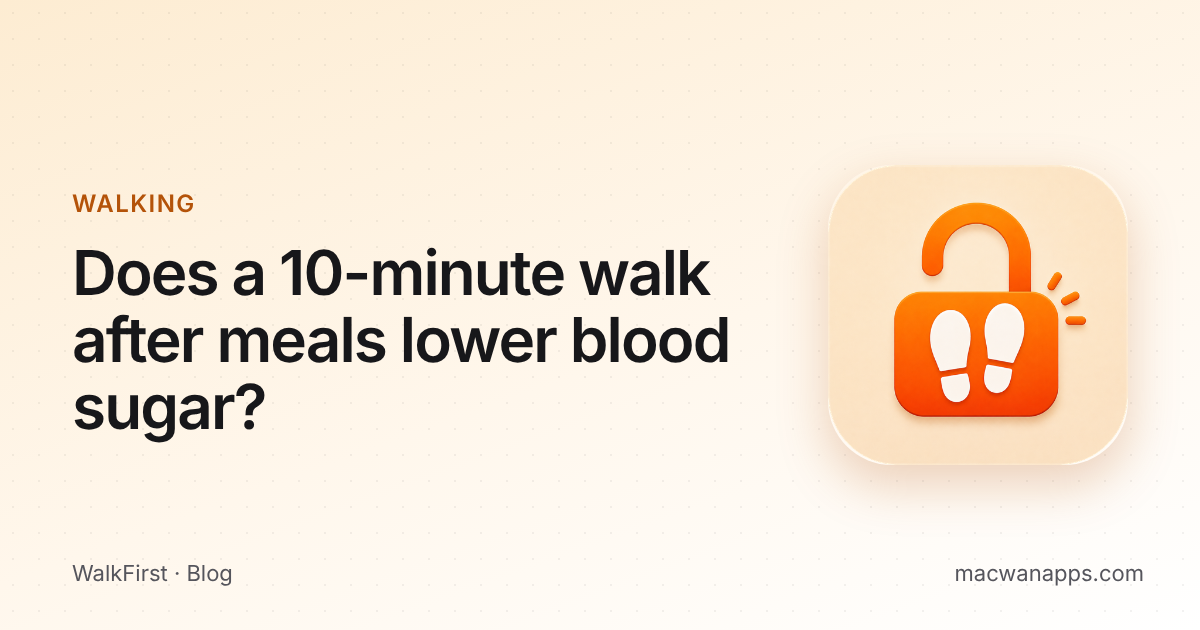 WALKING
Does a 10-minute walk
after meals lower blood
sugar?
WalkFirst · Blog
macwanapps.com